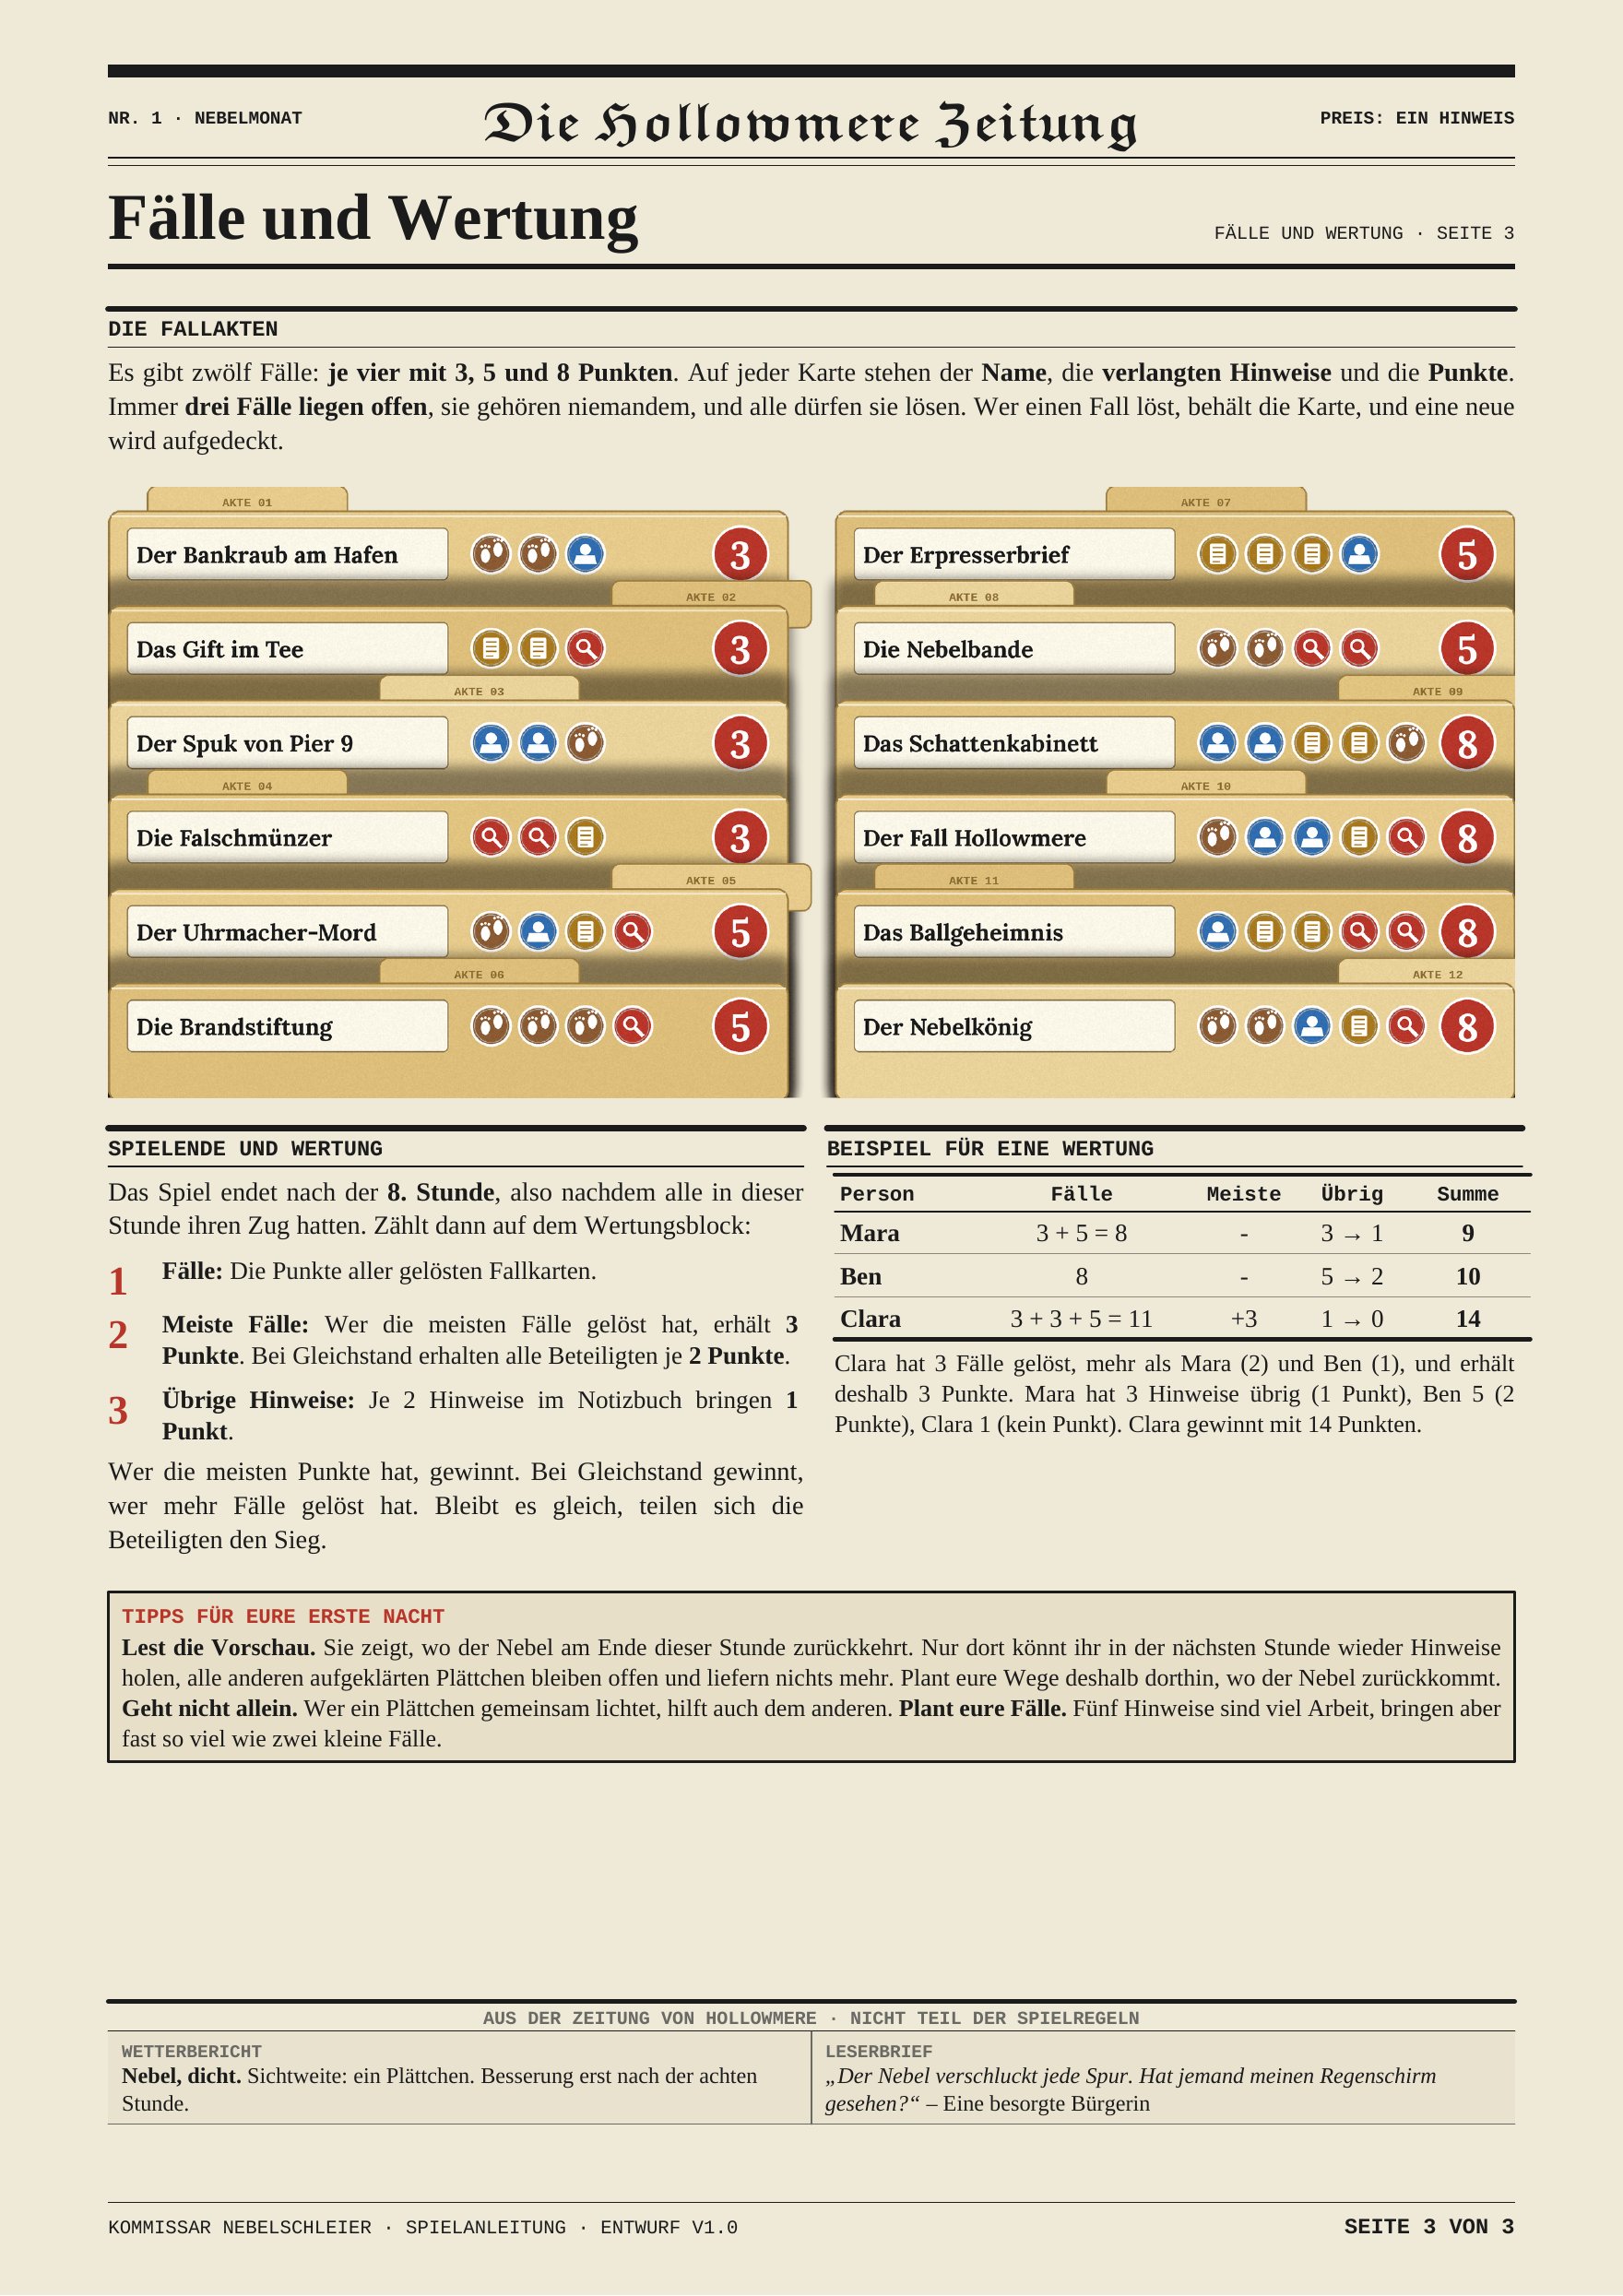 NR. 1 · NEBELMONAT
Die Hollowmere Zeitung
PREIS: EIN HINWEIS
Fälle und Wertung
FÄLLE UND WERTUNG · SEITE 3
DIE FALLAKTEN
Es gibt zwölf Fälle: je vier mit 3, 5 und 8 Punkten. Auf jeder Karte stehen der Name, die verlangten Hinweise und die Punkte.
Immer drei Fälle liegen offen, sie gehören niemandem, und alle dürfen sie lösen. Wer einen Fall löst, behält die Karte, und eine neue
wird aufgedeckt.
AKTE 01
Der Bankraub am Hafen 3
AKTE 02
Das Gift im Tee 3
AKTE 03
Der Spuk von Pier 9 3
AKTE 04
Die Falschmünzer 3
AKTE 05
Der Uhrmacher-Mord 5
AKTE 06
Die Brandstiftung 5
AKTE 07
Der Erpresserbrief 5
AKTE 08
Die Nebelbande 5
AKTE 09
Das Schattenkabinett 8
AKTE 10
Der Fall Hollowmere 8
AKTE 11
Das Ballgeheimnis 8
AKTE 12
Der Nebelkönig 8
SPIELENDE UND WERTUNG
Das Spiel endet nach der 8. Stunde, also nachdem alle in dieser
Stunde ihren Zug hatten. Zählt dann auf dem Wertungsblock:
1 Fälle: Die Punkte aller gelösten Fallkarten.
2 Meiste Fälle: Wer die meisten Fälle gelöst hat, erhält 3
Punkte. Bei Gleichstand erhalten alle Beteiligten je 2 Punkte.
3 Übrige Hinweise: Je 2 Hinweise im Notizbuch bringen 1
Punkt.
Wer die meisten Punkte hat, gewinnt. Bei Gleichstand gewinnt,
wer mehr Fälle gelöst hat. Bleibt es gleich, teilen sich die
Beteiligten den Sieg.
BEISPIEL FÜR EINE WERTUNG
Person Fälle Meiste Übrig Summe
Mara 3 + 5 = 8 - 3 → 1 9
Ben 8 - 5 → 2 10
Clara 3 + 3 + 5 = 11 +3 1 → 0 14
Clara hat 3 Fälle gelöst, mehr als Mara (2) und Ben (1), und erhält
deshalb 3 Punkte. Mara hat 3 Hinweise übrig (1 Punkt), Ben 5 (2
Punkte), Clara 1 (kein Punkt). Clara gewinnt mit 14 Punkten.
TIPPS FÜR EURE ERSTE NACHT
Lest die Vorschau. Sie zeigt, wo der Nebel am Ende dieser Stunde zurückkehrt. Nur dort könnt ihr in der nächsten Stunde wieder Hinweise
holen, alle anderen aufgeklärten Plättchen bleiben offen und liefern nichts mehr. Plant eure Wege deshalb dorthin, wo der Nebel zurückkommt.
Geht nicht allein. Wer ein Plättchen gemeinsam lichtet, hilft auch dem anderen. Plant eure Fälle. Fünf Hinweise sind viel Arbeit, bringen aber
fast so viel wie zwei kleine Fälle.
AUS DER ZEITUNG VON HOLLOWMERE · NICHT TEIL DER SPIELREGELN
WETTERBERICHT
Nebel, dicht. Sichtweite: ein Plättchen. Besserung erst nach der achten
Stunde.
LESERBRIEF
„Der Nebel verschluckt jede Spur. Hat jemand meinen Regenschirm
gesehen?“ – Eine besorgte Bürgerin
KOMMISSAR NEBELSCHLEIER · SPIELANLEITUNG · ENTWURF V1.0
SEITE 3 VON 3